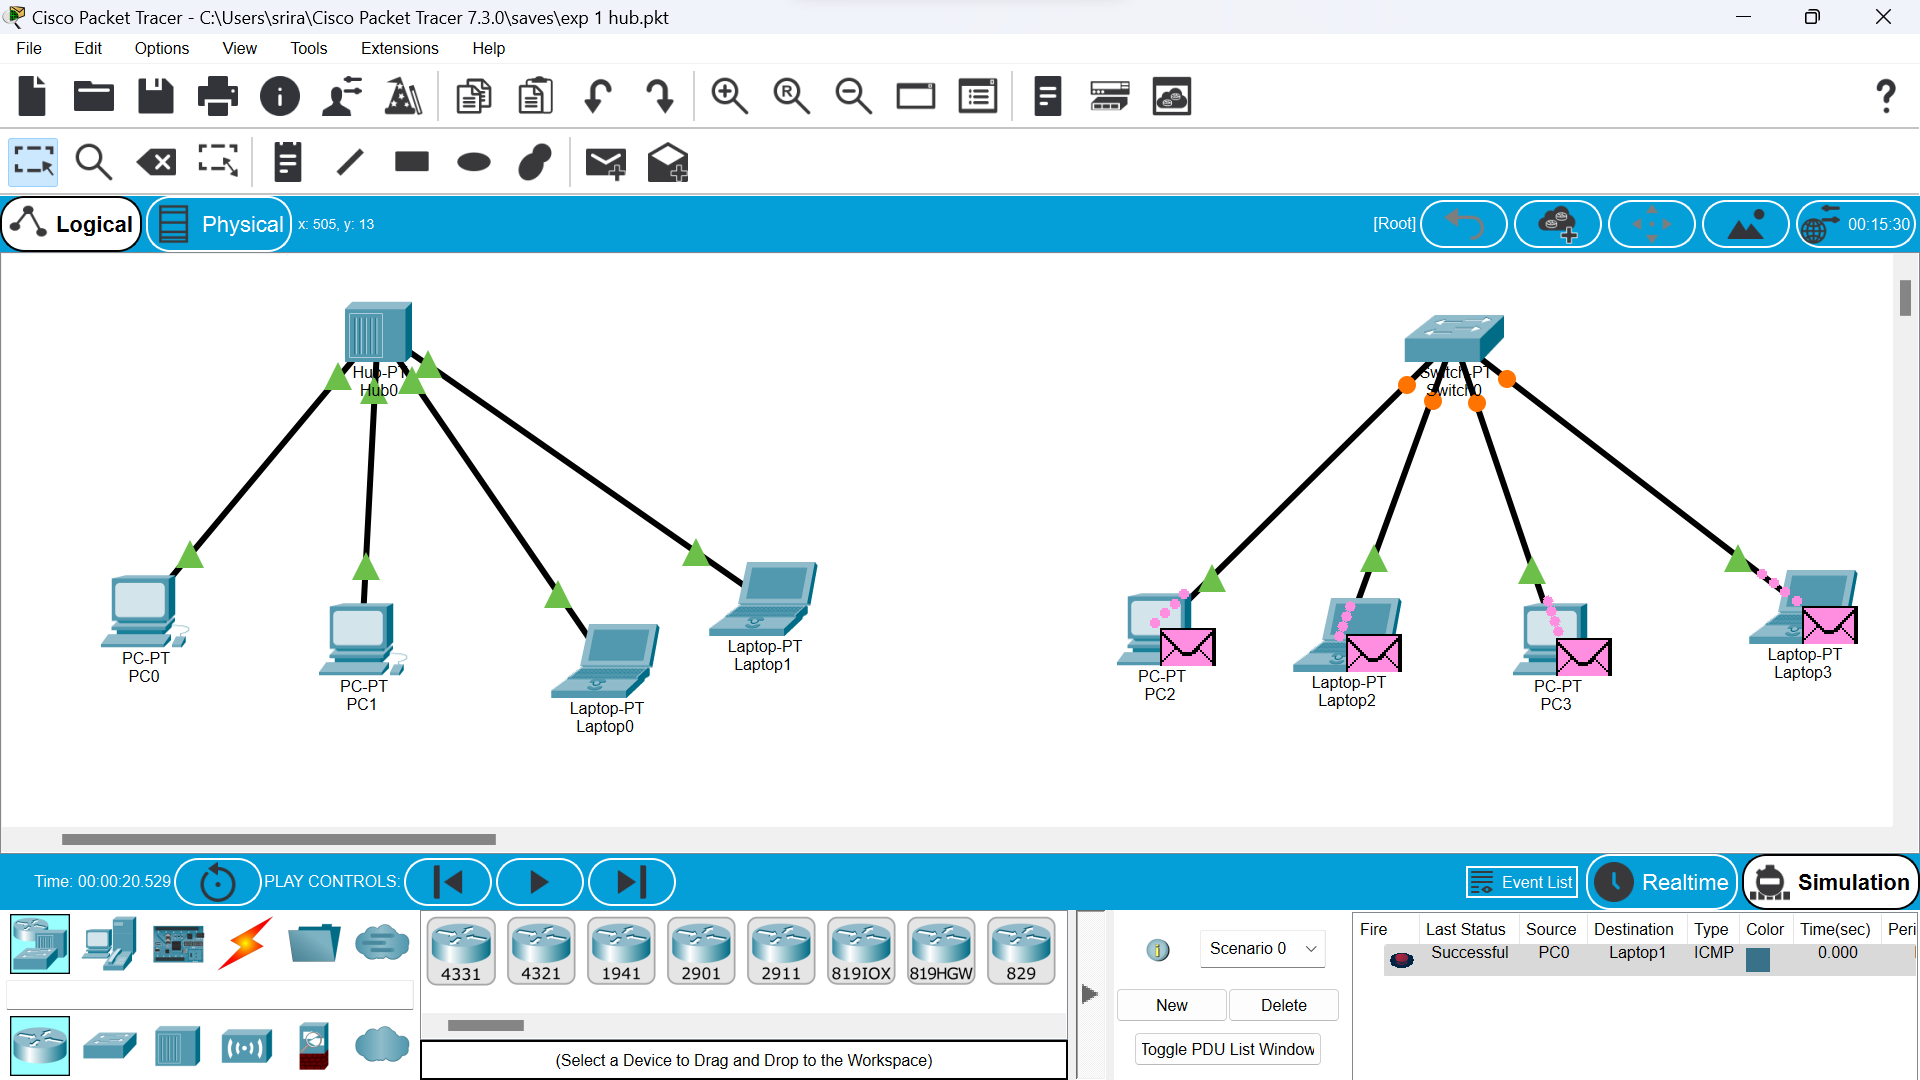 Cisco Packet Tracer - C:\Users\srira\Cisco Packet Tracer 7.3.0\saves\exp 1 hub.pkt
File Edit Options View Tools Extensions Help
Logical Physical x: 505, y: 13 [Root] 00:15:30
Hub-PT
Hub0
Switch-PT
Switch0
PC-PT
PC0
PC-PT
PC1
Laptop-PT
Laptop0
Laptop-PT
Laptop1
PC-PT
PC2
Laptop-PT
Laptop2
PC-PT
PC3
Laptop-PT
Laptop3
Time: 00:00:20.529 PLAY CONTROLS: Event List Realtime Simulation
4331 4321 1941 2901 2911 819IOX 819HGW 829
(Select a Device to Drag and Drop to the Workspace)
Scenario 0
New Delete
Toggle PDU List Window
Fire Last Status Source Destination Type Color Time(sec) Peri
Successful PC0 Laptop1 ICMP 0.000